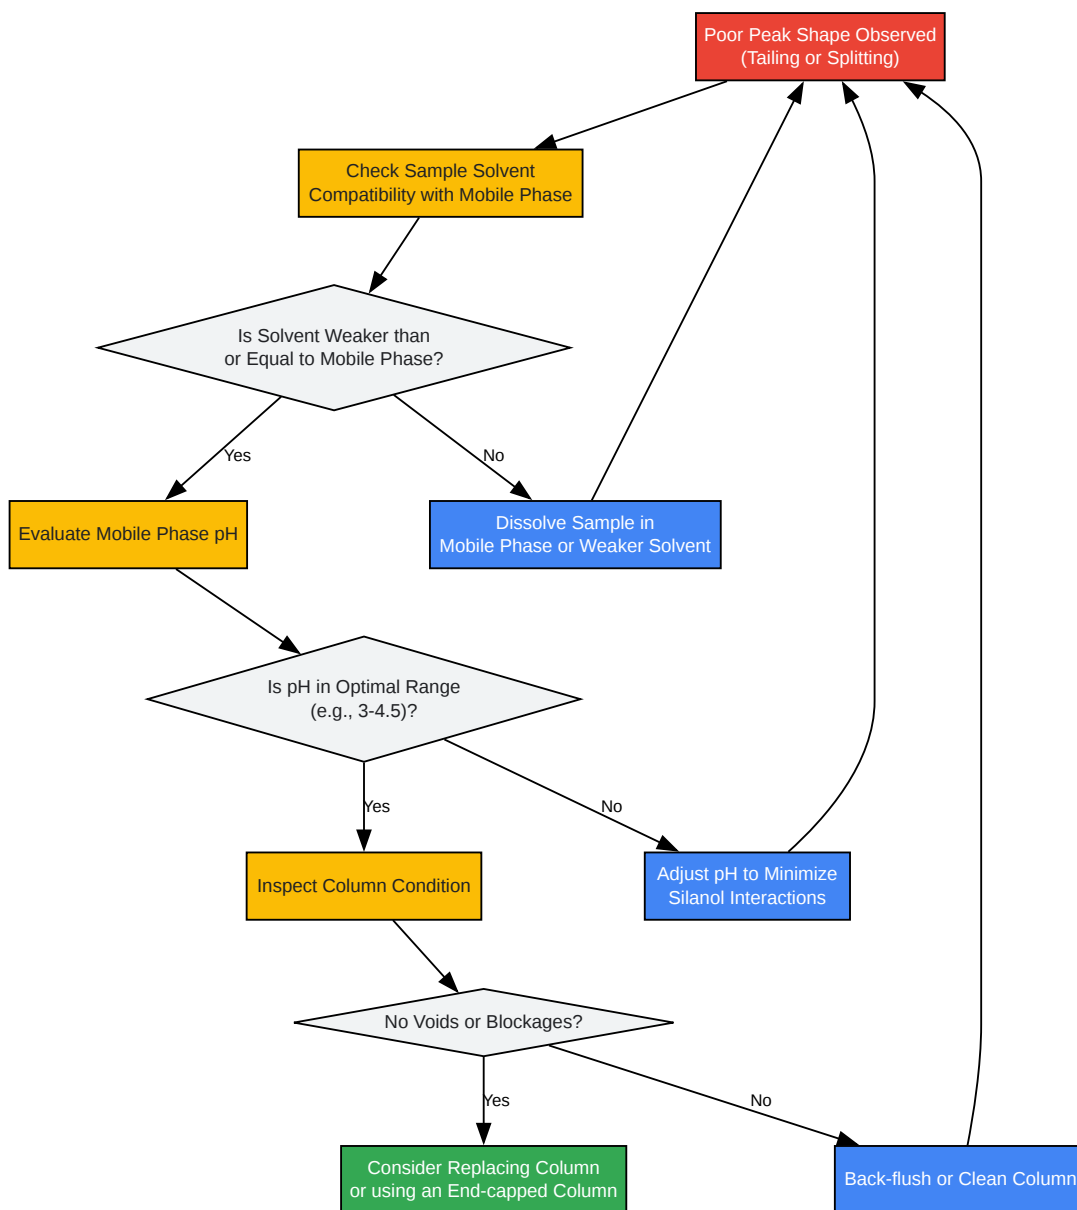 Poor Peak Shape Observed
(Tailing or Splitting)
Check Sample Solvent
Compatibility with Mobile Phase
Is Solvent Weaker than
or Equal to Mobile Phase?
Yes
No
Evaluate Mobile Phase pH
Dissolve Sample in
Mobile Phase or Weaker Solvent
Is pH in Optimal Range
(e.g., 3-4.5)?
Yes
No
Inspect Column Condition
Adjust pH to Minimize
Silanol Interactions
No Voids or Blockages?
Yes
No
Consider Replacing Column
or using an End-capped Column
Back-flush or Clean Column